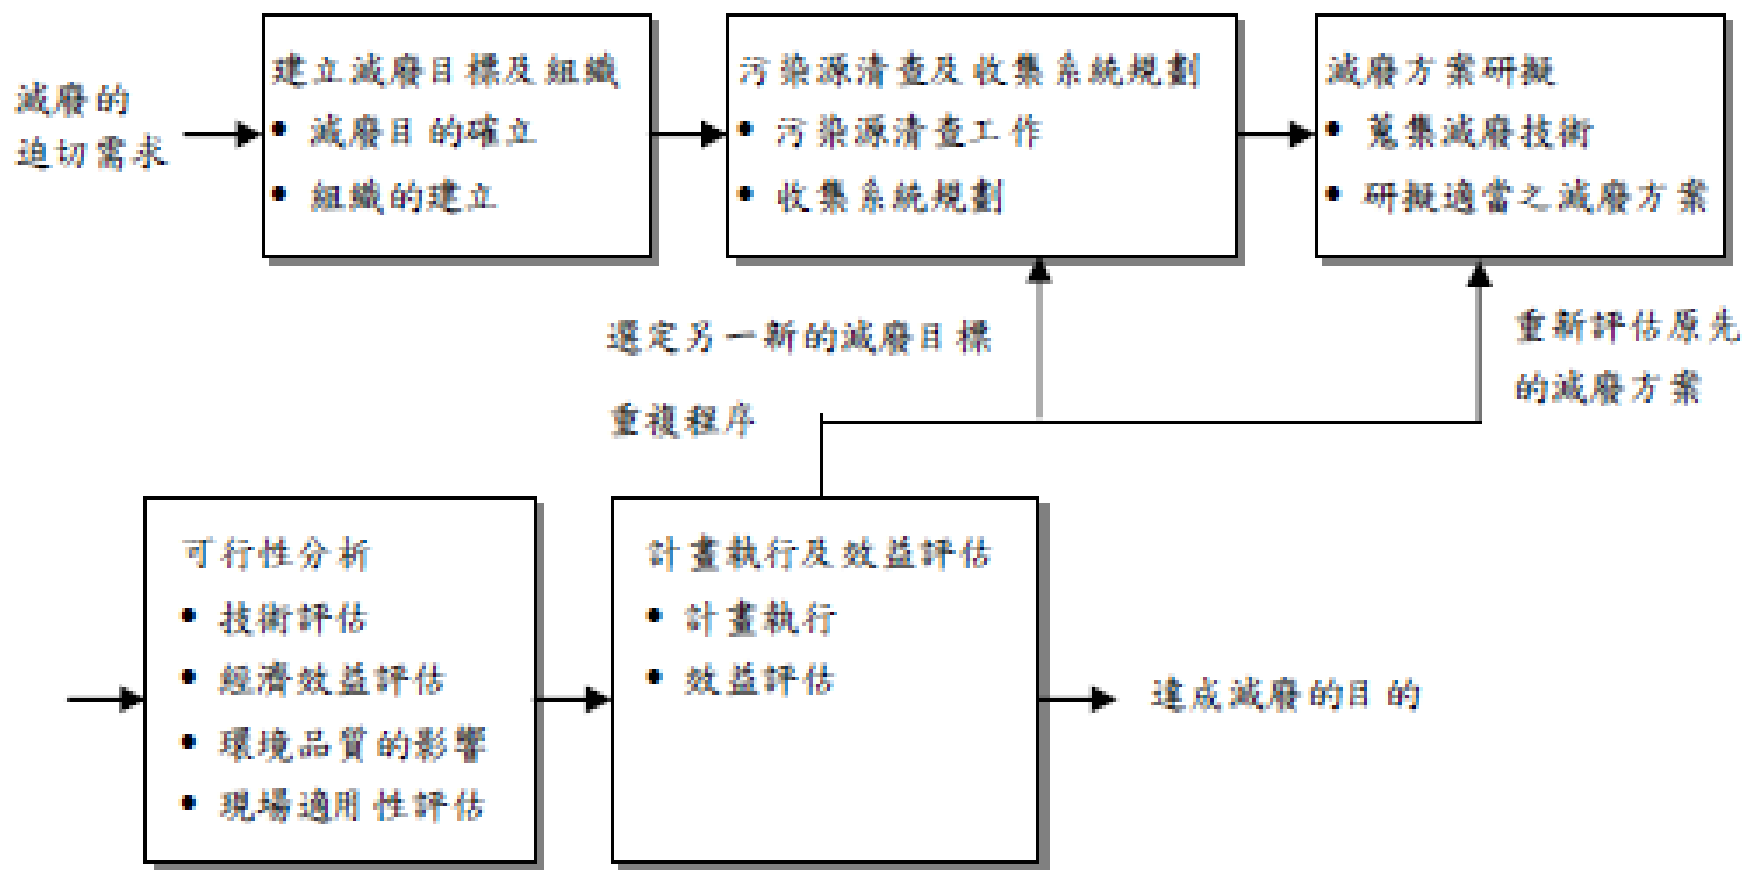 減廢的
迫切需求
建立減廢目標及組織
• 減廢目的確立
• 組織的建立
污染源清查及收集系統規劃
• 污染源清查工作
• 收集系統規劃
減廢方案研擬
• 蒐集減廢技術
• 研擬適當之減廢方案
選定另一新的減廢目標
重複程序
重新評估原先
的減廢方案
可行性分析
• 技術評估
• 經濟效益評估
• 環境品質的影響
• 現場適用性評估
計畫執行及效益評估
• 計畫執行
• 效益評估
達成減廢的目的